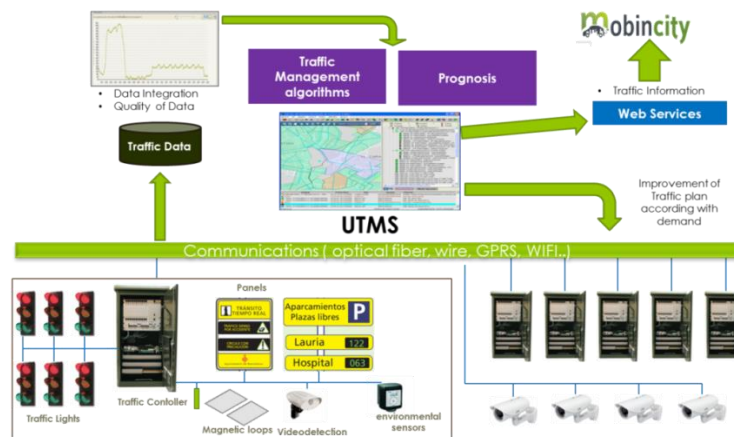 mobincity
Traffic
Management
algorithms
Prognosis
• Data Integration
• Quality of Data
• Traffic Information
Web Services
Traffic Data
UTMS
Improvement of
Traffic plan
according with
demand
Communications ( optical fiber, wire, GPRS, WIFI..)
Panels
TRANSITO
TIEMPO REAL
Aparcamientos
Plazas libres
P
Lauria 122
Hospital 063
Traffic Lights
Traffic Contoller
Magnetic loops
Videodetection
environmental
sensors